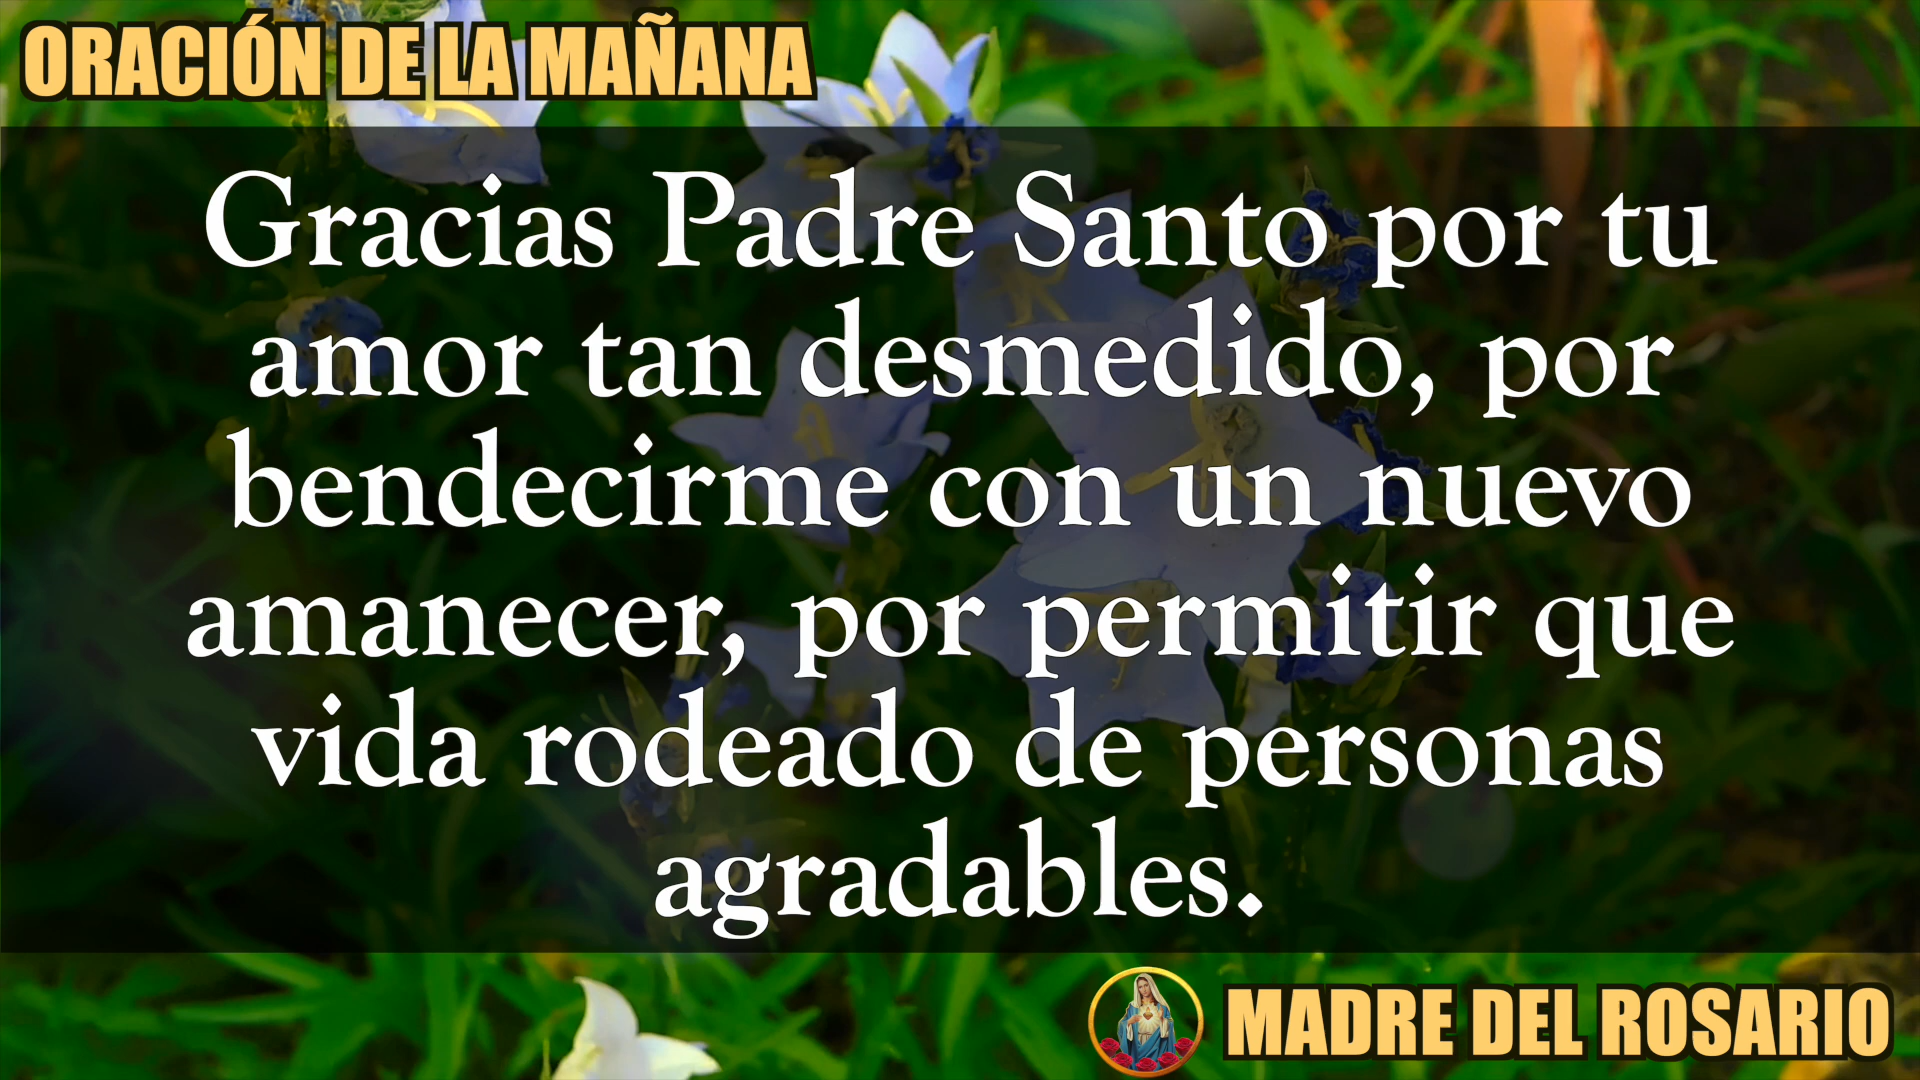 ORACIÓN DE LA MAÑANA
Gracias Padre Santo por tu
amor tan desmedido, por
bendecirme con un nuevo
amanecer, por permitir que
vida rodeado de personas
agradables.
MADRE DEL ROSARIO